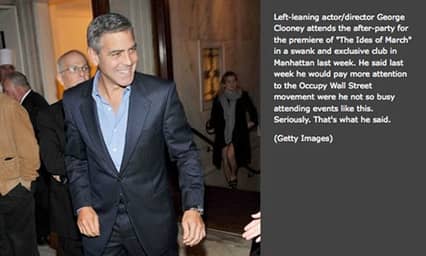 Left-leaning actor/director George
Clooney attends the after-party for
the premiere of "The Ides of March"
in a swank and exclusive club in
Manhattan last week. He said last
week he would pay more attention
to the Occupy Wall Street
movement were he not so busy
attending events like this.
Seriously. That's what he said.
(Getty Images)